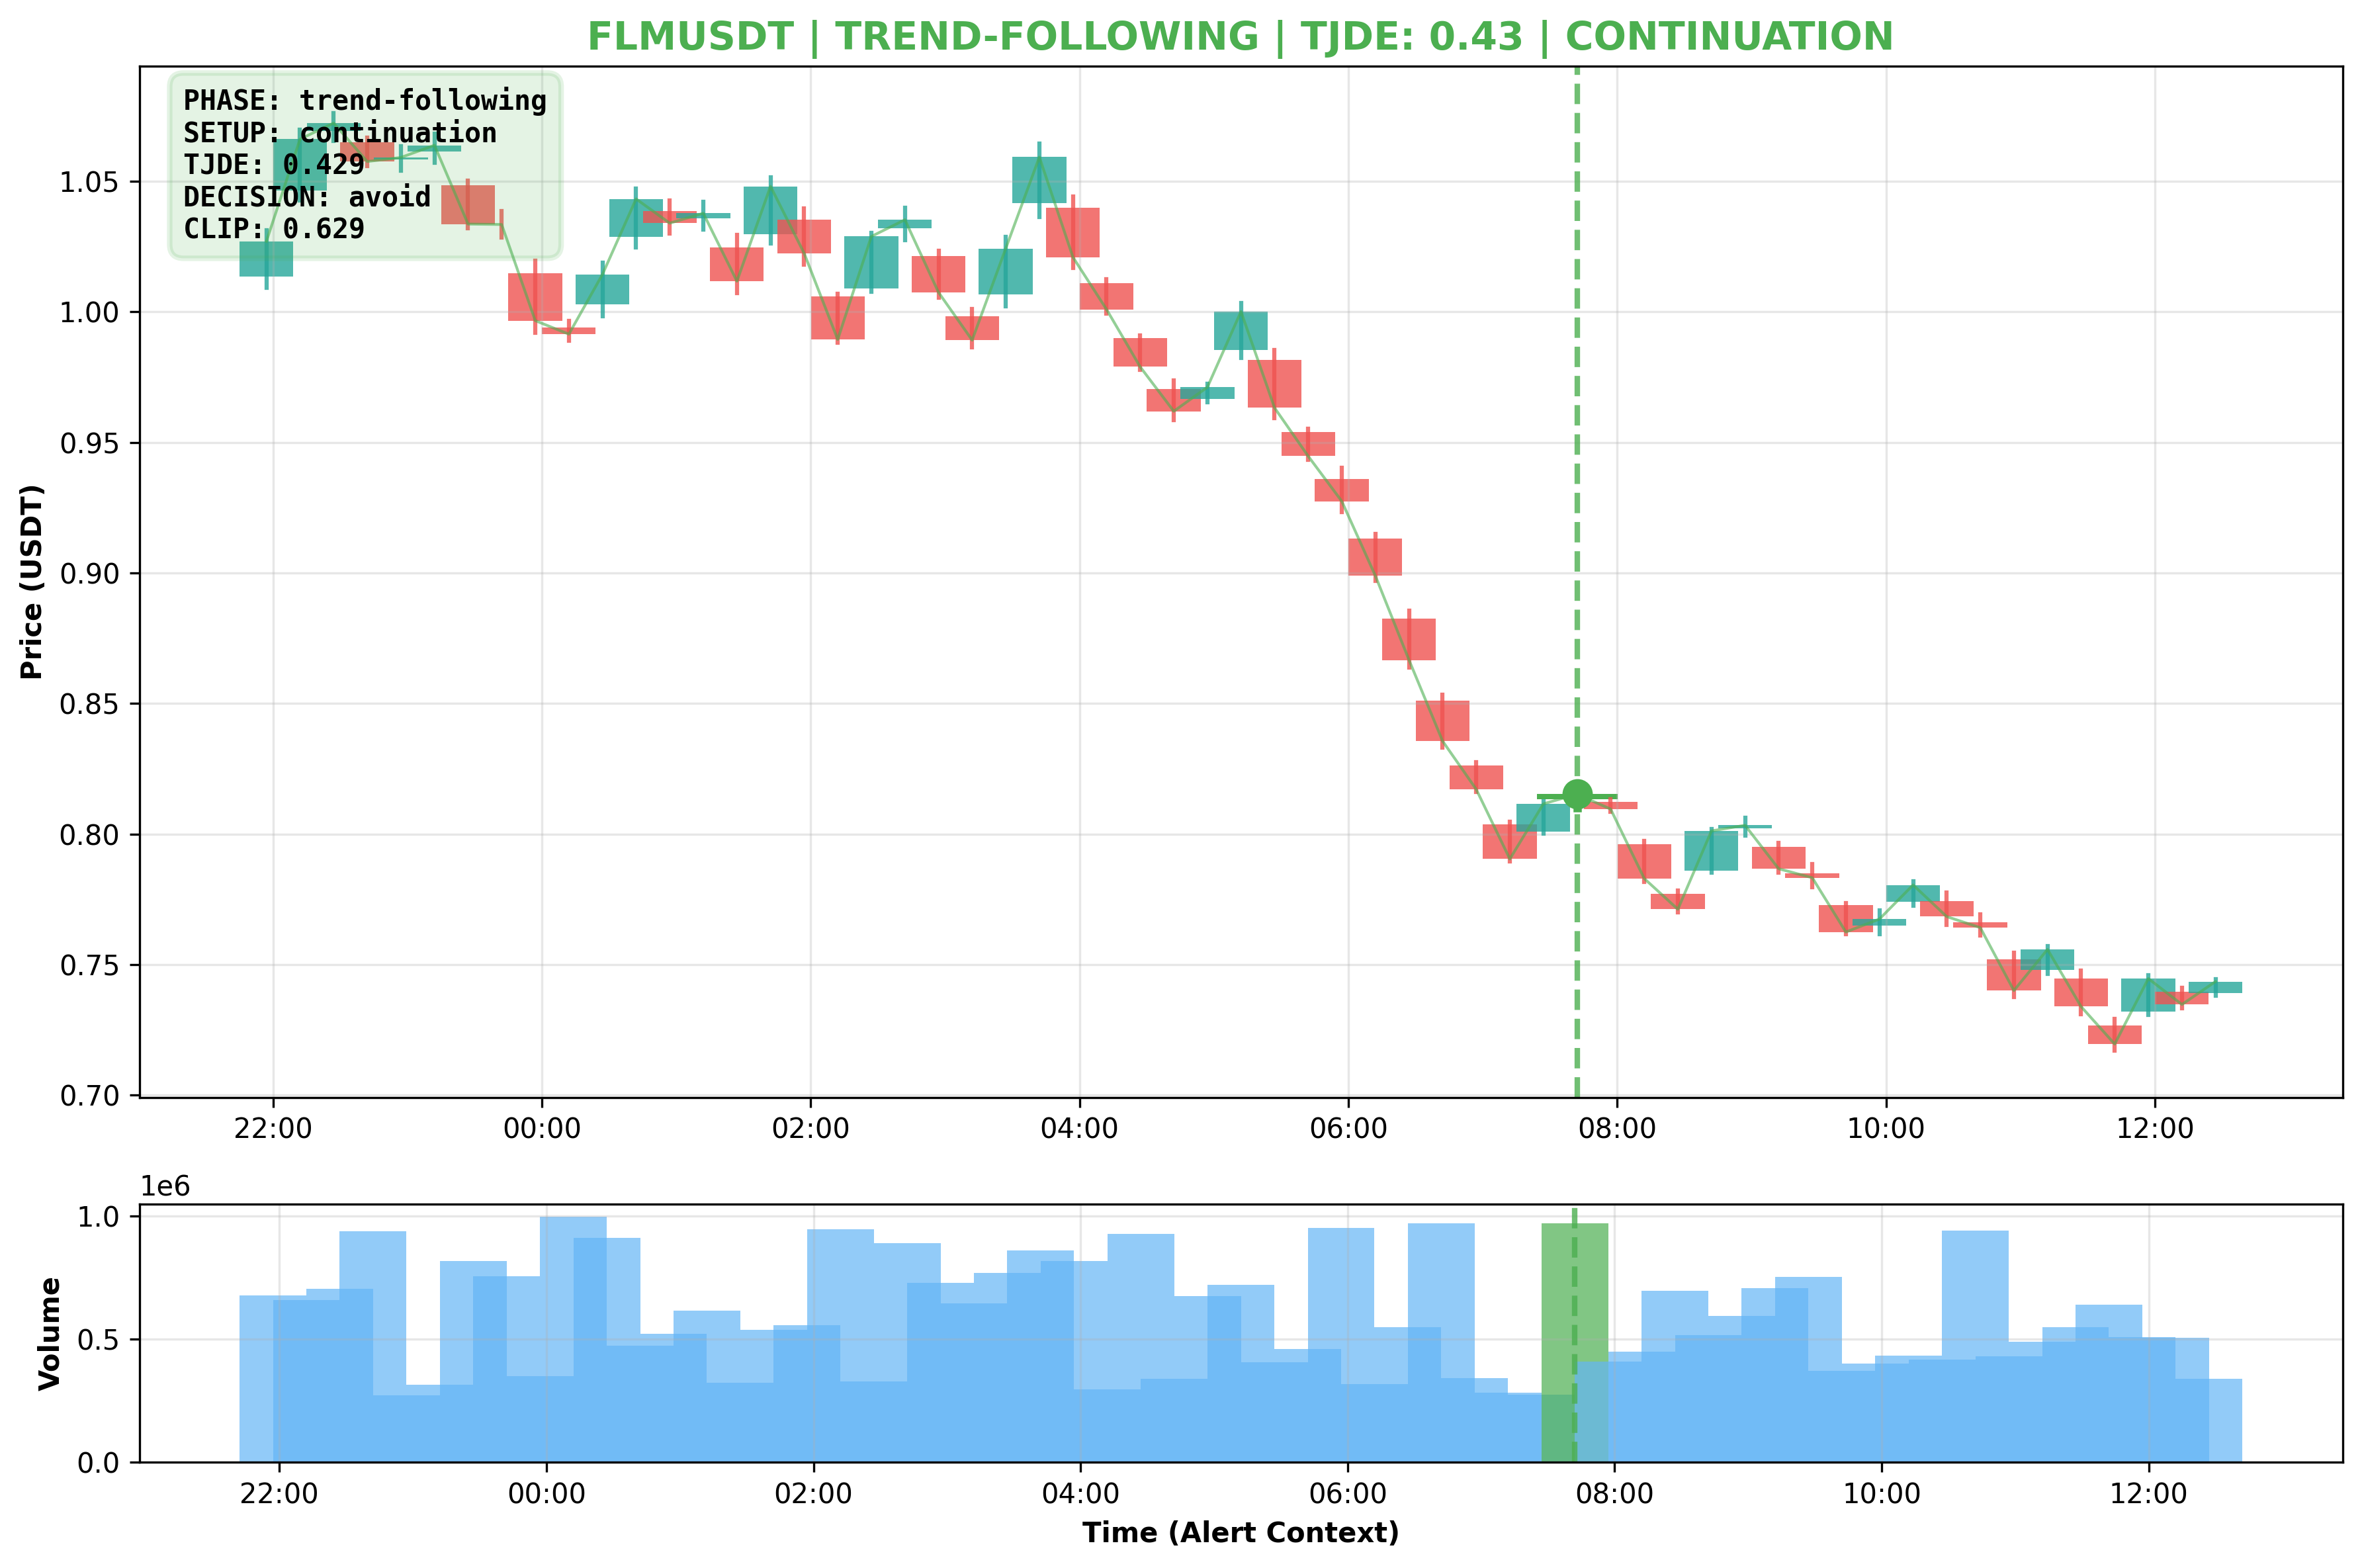 FLMUSDT | TREND-FOLLOWING | TJDE: 0.43 | CONTINUATION
PHASE: trend-following
SETUP: continuation
TJDE: 0.429
DECISION: avoid
CLIP: 0.629
Price (USDT)
1.05
1.00
0.95
0.90
0.85
0.80
0.75
0.70
22:00 00:00 02:00 04:00 06:00 08:00 10:00 12:00
1e6
Volume
1.0
0.5
0.0
22:00 00:00 02:00 04:00 06:00 08:00 10:00 12:00
Time (Alert Context)